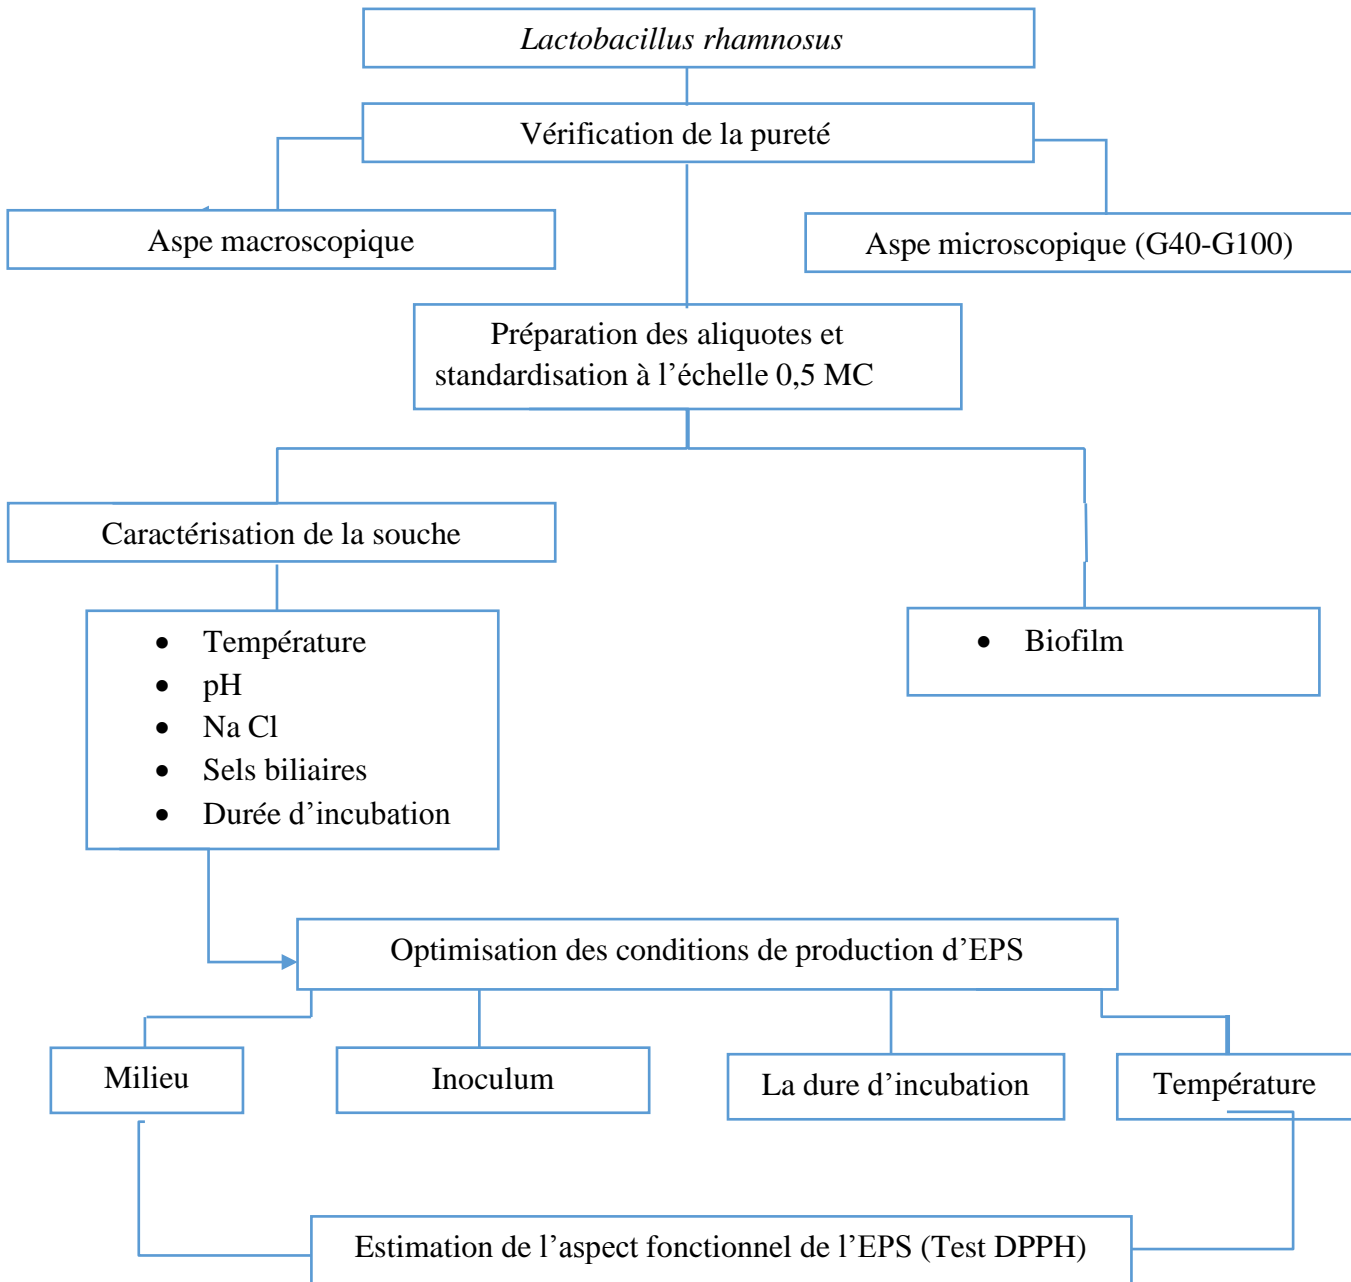 Lactobacillus rhamnosus
Vérification de la pureté
Aspe macroscopique
Aspe microscopique (G40-G100)
Préparation des aliquotes et
standardisation à l’échelle 0,5 MC
Caractérisation de la souche
• Température
• pH
• Na Cl
• Sels biliaires
• Durée d’incubation
• Biofilm
Optimisation des conditions de production d’EPS
Milieu
Inoculum
La dure d’incubation
Température
Estimation de l’aspect fonctionnel de l’EPS (Test DPPH)